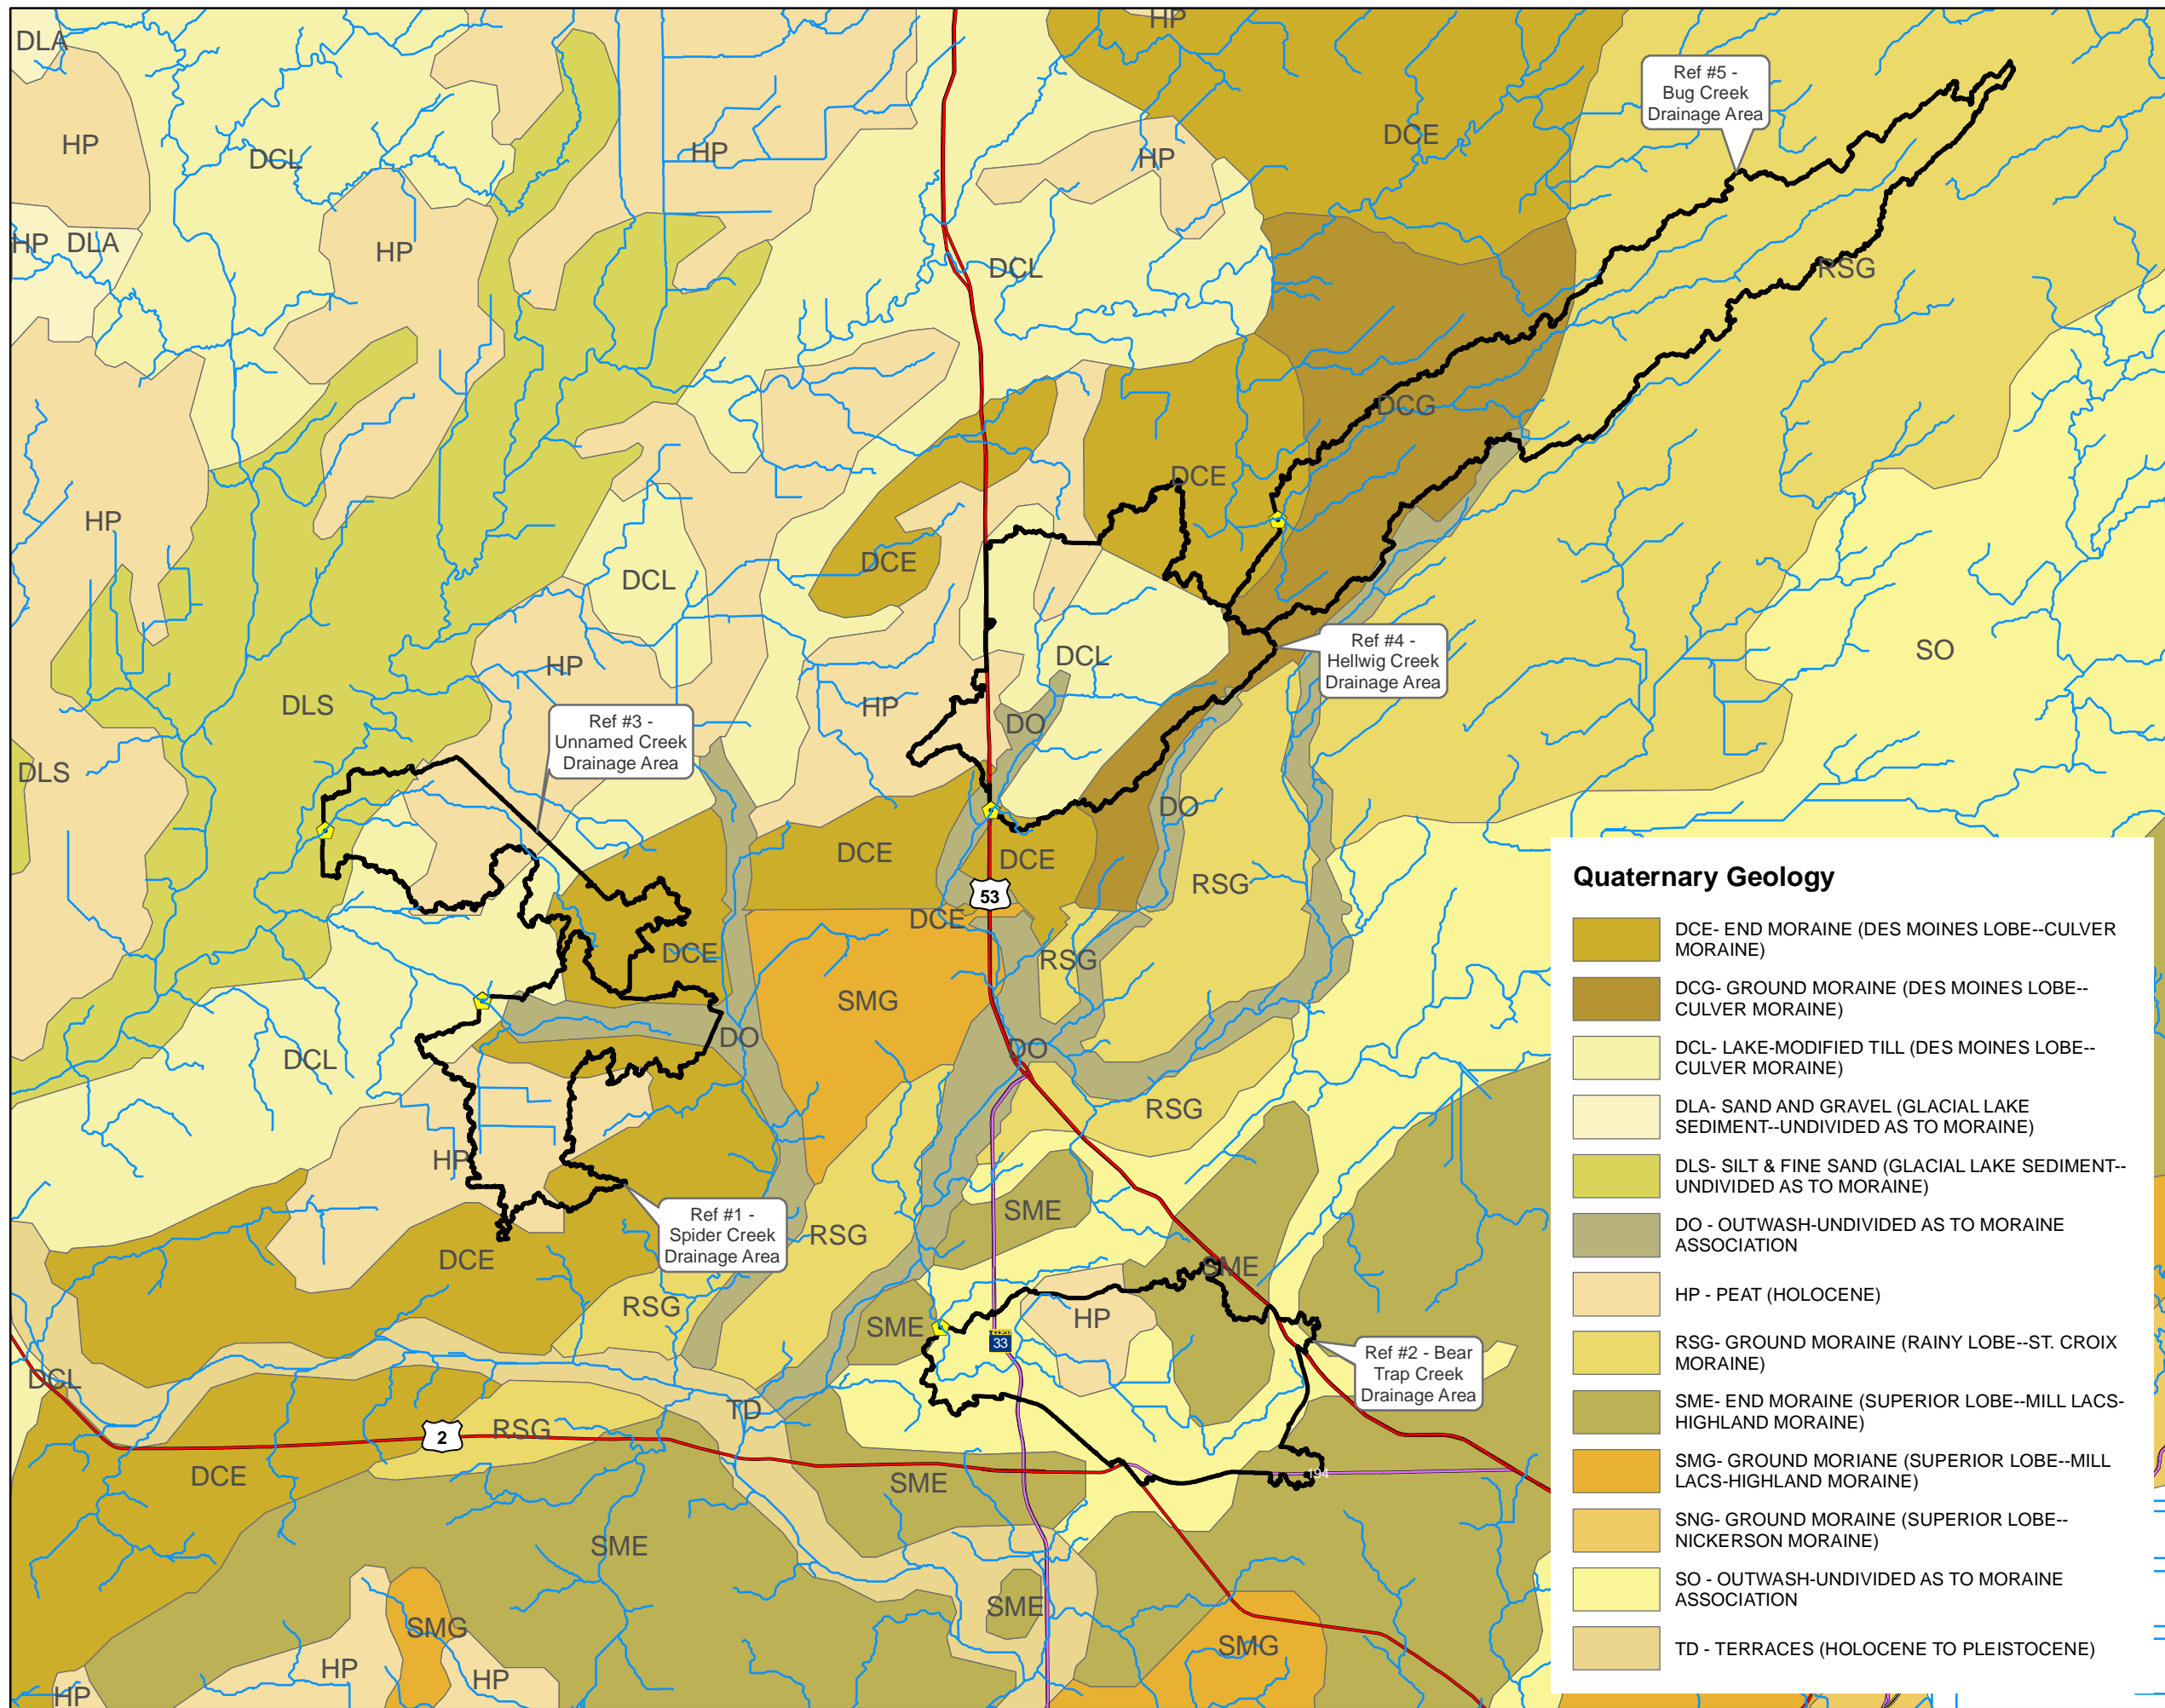 HP
DLA
Ref #5 -
Bug Creek
Drainage Area
DCE
HP
DCL
HP
HP
HP
DLA
HP
DCL
RSG
DCG
DCE
HP
DCE
DCL
Ref #4 -
Hellwig Creek
Drainage Area
SO
HP
DCL
DLS
HP
DO
Ref #3 -
Unnamed Creek
Drainage Area
DLS
DO
DCE
DCE
RSG
53
DCE
DCE
RSG
SMG
DO
DO
DCL
RSG
HP
SME
Ref #1 -
Spider Creek
Drainage Area
RSG
DCE
SME
RSG
HP
SME
33
Ref #2 - Bear
Trap Creek
Drainage Area
DCL
TD
RSG
2
DCE
SME
194
SME
SME
SMG
SMG
HP
HP
HP
Quaternary Geology
DCE- END MORAINE (DES MOINES LOBE--CULVER
MORAINE)
DCG- GROUND MORAINE (DES MOINES LOBE--
CULVER MORAINE)
DCL- LAKE-MODIFIED TILL (DES MOINES LOBE--
CULVER MORAINE)
DLA- SAND AND GRAVEL (GLACIAL LAKE
SEDIMENT--UNDIVIDED AS TO MORAINE)
DLS- SILT & FINE SAND (GLACIAL LAKE SEDIMENT--
UNDIVIDED AS TO MORAINE)
DO - OUTWASH-UNDIVIDED AS TO MORAINE
ASSOCIATION
HP - PEAT (HOLOCENE)
RSG- GROUND MORAINE (RAINY LOBE--ST. CROIX
MORAINE)
SME- END MORAINE (SUPERIOR LOBE--MILL LACS-
HIGHLAND MORAINE)
SMG- GROUND MORIANE (SUPERIOR LOBE--MILL
LACS-HIGHLAND MORAINE)
SNG- GROUND MORAINE (SUPERIOR LOBE--
NICKERSON MORAINE)
SO - OUTWASH-UNDIVIDED AS TO MORAINE
ASSOCIATION
TD - TERRACES (HOLOCENE TO PLEISTOCENE)